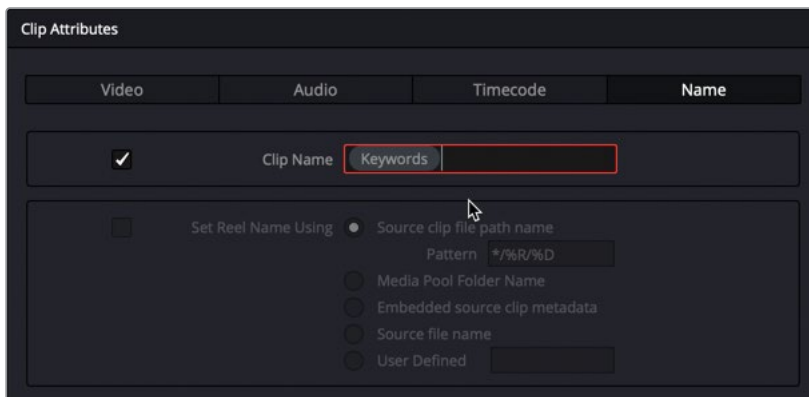 Clip Attributes
Video Audio Timecode Name
Clip Name Keywords
Set Reel Name Using Source clip file path name
Pattern */%R/%D
Media Pool Folder Name
Embedded source clip metadata
Source file name
User Defined